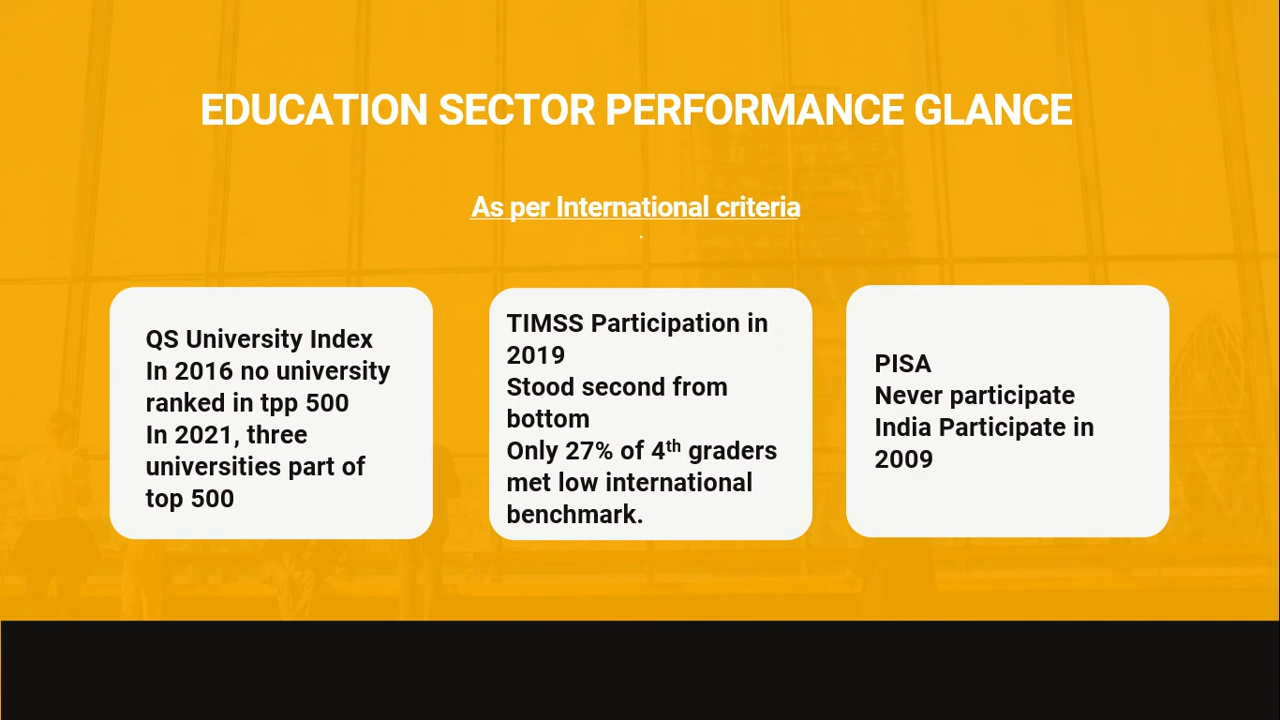 EDUCATION SECTOR PERFORMANCE GLANCE
As per International criteria
.
QS University Index
In 2016 no university
ranked in tpp 500
In 2021, three
universities part of
top 500
TIMSS Participation in
2019
Stood second from
bottom
Only 27% of 4th graders
met low international
benchmark.
PISA
Never participate
India Participate in
2009